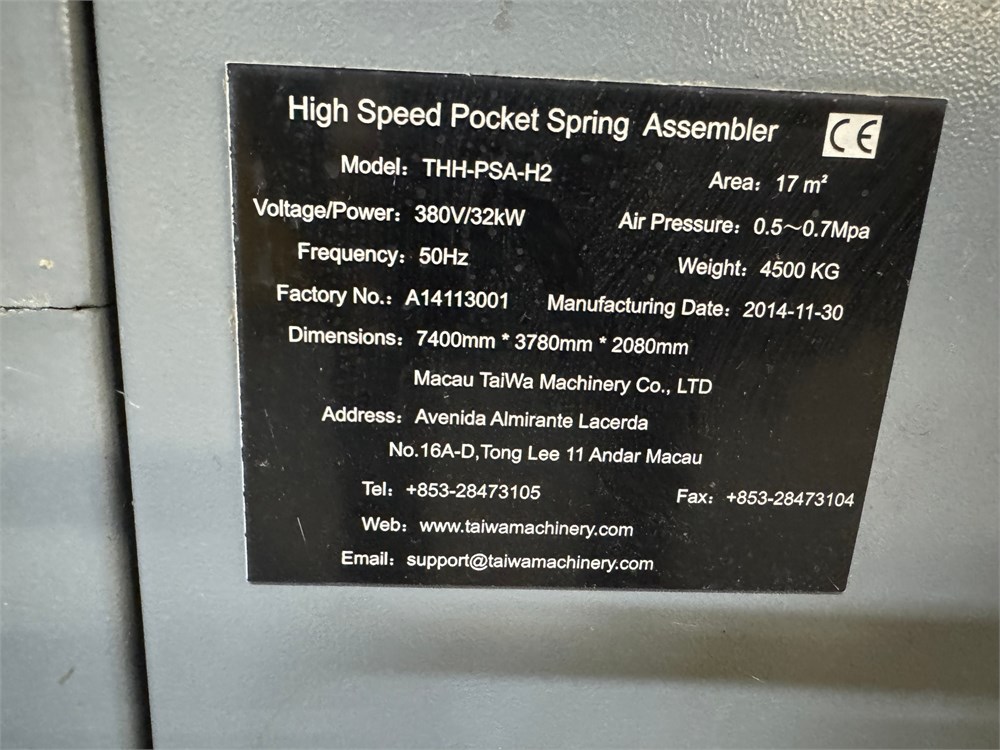 High Speed Pocket Spring Assembler CE
Model: THH-PSA-H2 Area: 17 m²
Voltage/Power: 380V/32kW Air Pressure: 0.5～0.7Mpa
Frequency: 50Hz Weight: 4500 KG
Factory No.: A14113001 Manufacturing Date: 2014-11-30
Dimensions: 7400mm * 3780mm * 2080mm
Macau TaiWa Machinery Co., LTD
Address: Avenida Almirante Lacerda
No.16A-D,Tong Lee 11 Andar Macau
Tel: +853-28473105 Fax: +853-28473104
Web: www.taiwamachinery.com
Email: support@taiwamachinery.com